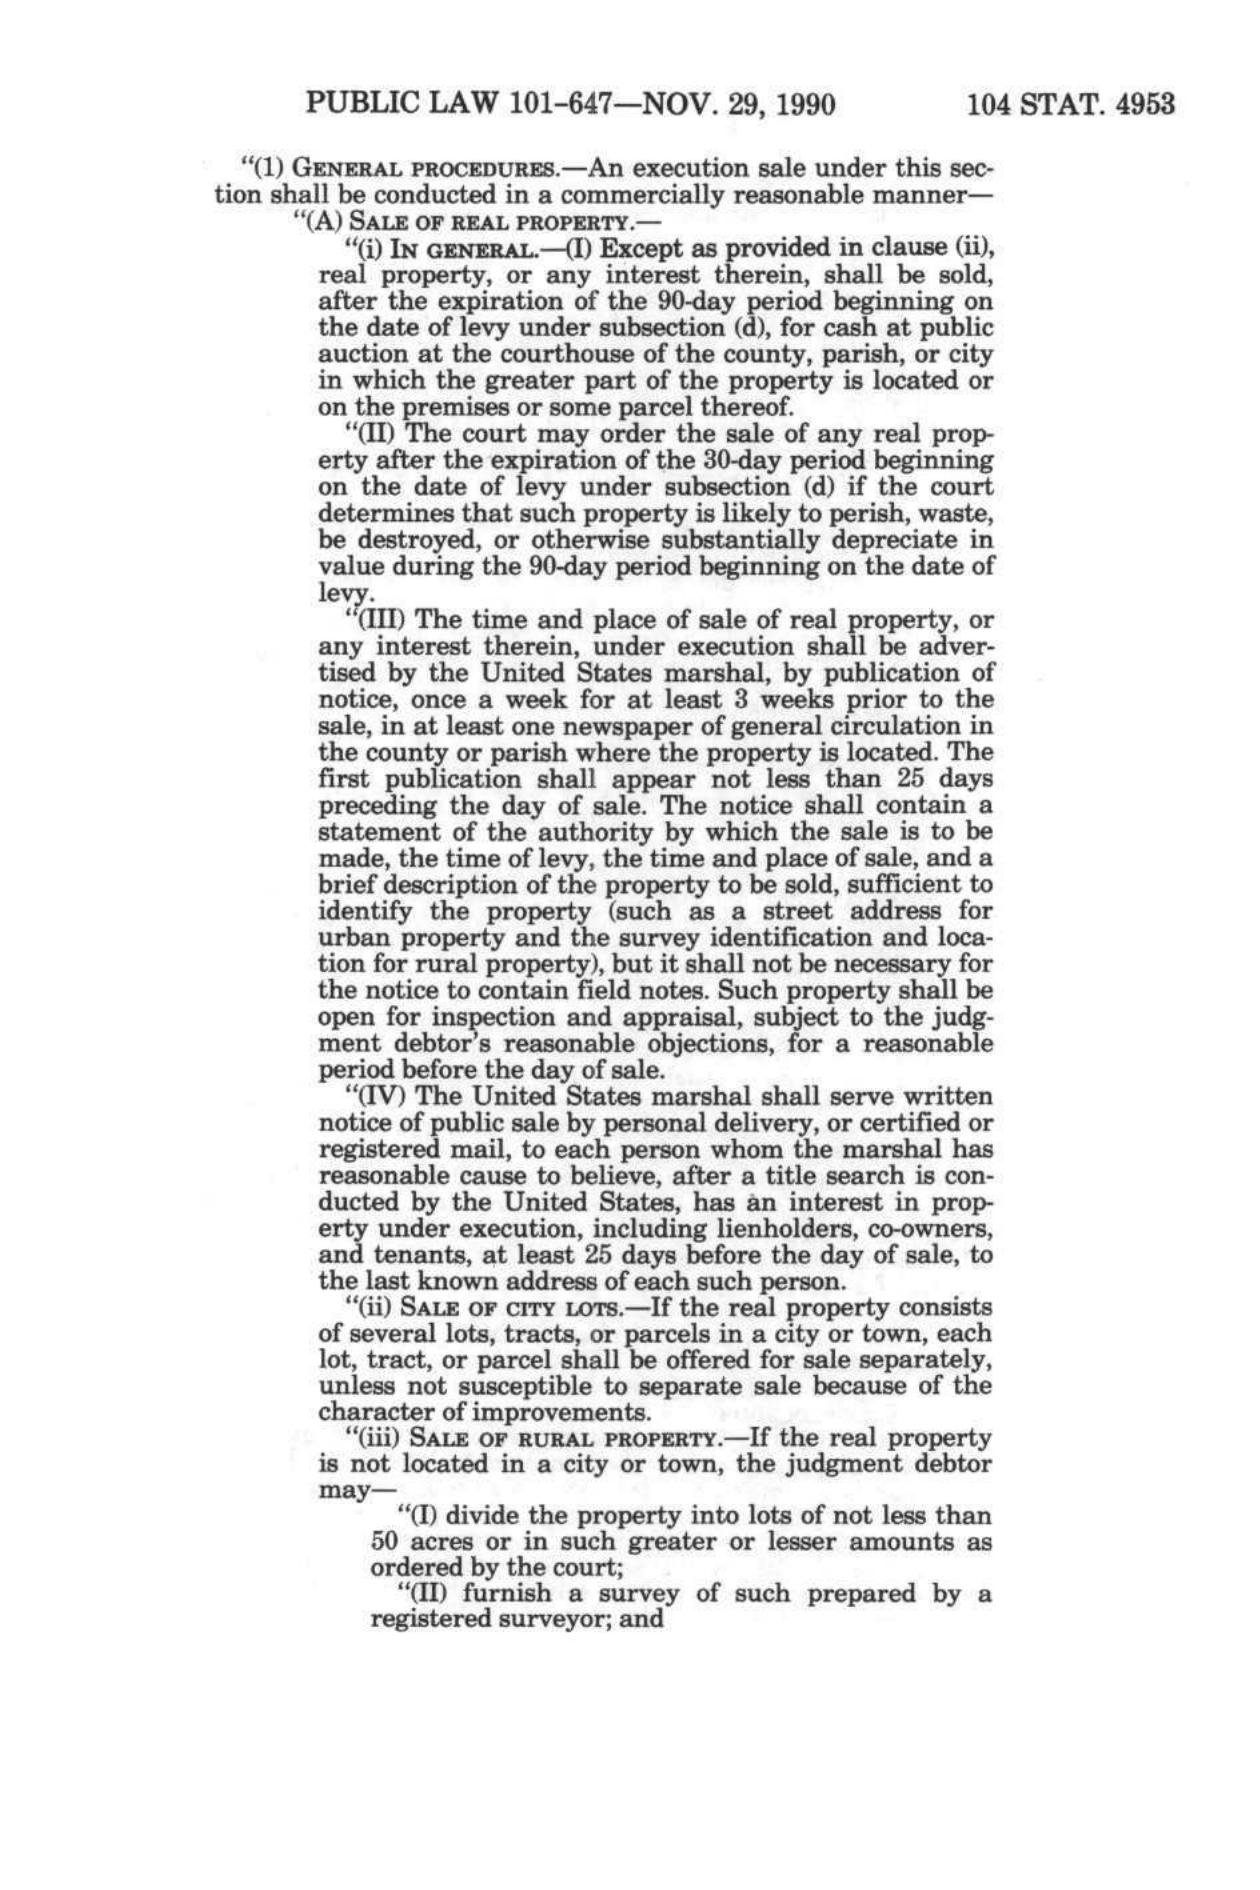 PUBLIC LAW 101-647—NOV. 29, 1990 104 STAT. 4953
“(1) GENERAL PROCEDURES.—An execution sale under this sec-
tion shall be conducted in a commercially reasonable manner—
“(A) SALE OF REAL PROPERTY.—
“(i) IN GENERAL.—(I) Except as provided in clause (ii),
real property, or any interest therein, shall be sold,
after the expiration of the 90-day period beginning on
the date of levy under subsection (d), for cash at public
auction at the courthouse of the county, parish, or city
in which the greater part of the property is located or
on the premises or some parcel thereof.
“(II) The court may order the sale of any real prop-
erty after the expiration of the 30-day period beginning
on the date of levy under subsection (d) if the court
determines that such property is likely to perish, waste,
be destroyed, or otherwise substantially depreciate in
value during the 90-day period beginning on the date of
levy.
“(III) The time and place of sale of real property, or
any interest therein, under execution shall be adver-
tised by the United States marshal, by publication of
notice, once a week for at least 3 weeks prior to the
sale, in at least one newspaper of general circulation in
the county or parish where the property is located. The
first publication shall appear not less than 25 days
preceding the day of sale. The notice shall contain a
statement of the authority by which the sale is to be
made, the time of levy, the time and place of sale, and a
brief description of the property to be sold, sufficient to
identify the property (such as a street address for
urban property and the survey identification and loca-
tion for rural property), but it shall not be necessary for
the notice to contain field notes. Such property shall be
open for inspection and appraisal, subject to the judg-
ment debtor's reasonable objections, for a reasonable
period before the day of sale.
“(IV) The United States marshal shall serve written
notice of public sale by personal delivery, or certified or
registered mail, to each person whom the marshal has
reasonable cause to believe, after a title search is con-
ducted by the United States, has an interest in prop-
erty under execution, including lienholders, co-owners,
and tenants, at least 25 days before the day of sale, to
the last known address of each such person.
“(ii) SALE OF CITY LOTS.—If the real property consists
of several lots, tracts, or parcels in a city or town, each
lot, tract, or parcel shall be offered for sale separately,
unless not susceptible to separate sale because of the
character of improvements.
“(iii) SALE OF RURAL PROPERTY.—If the real property
is not located in a city or town, the judgment debtor
may—
“(I) divide the property into lots of not less than
50 acres or in such greater or lesser amounts as
ordered by the court;
“(II) furnish a survey of such prepared by a
registered surveyor; and